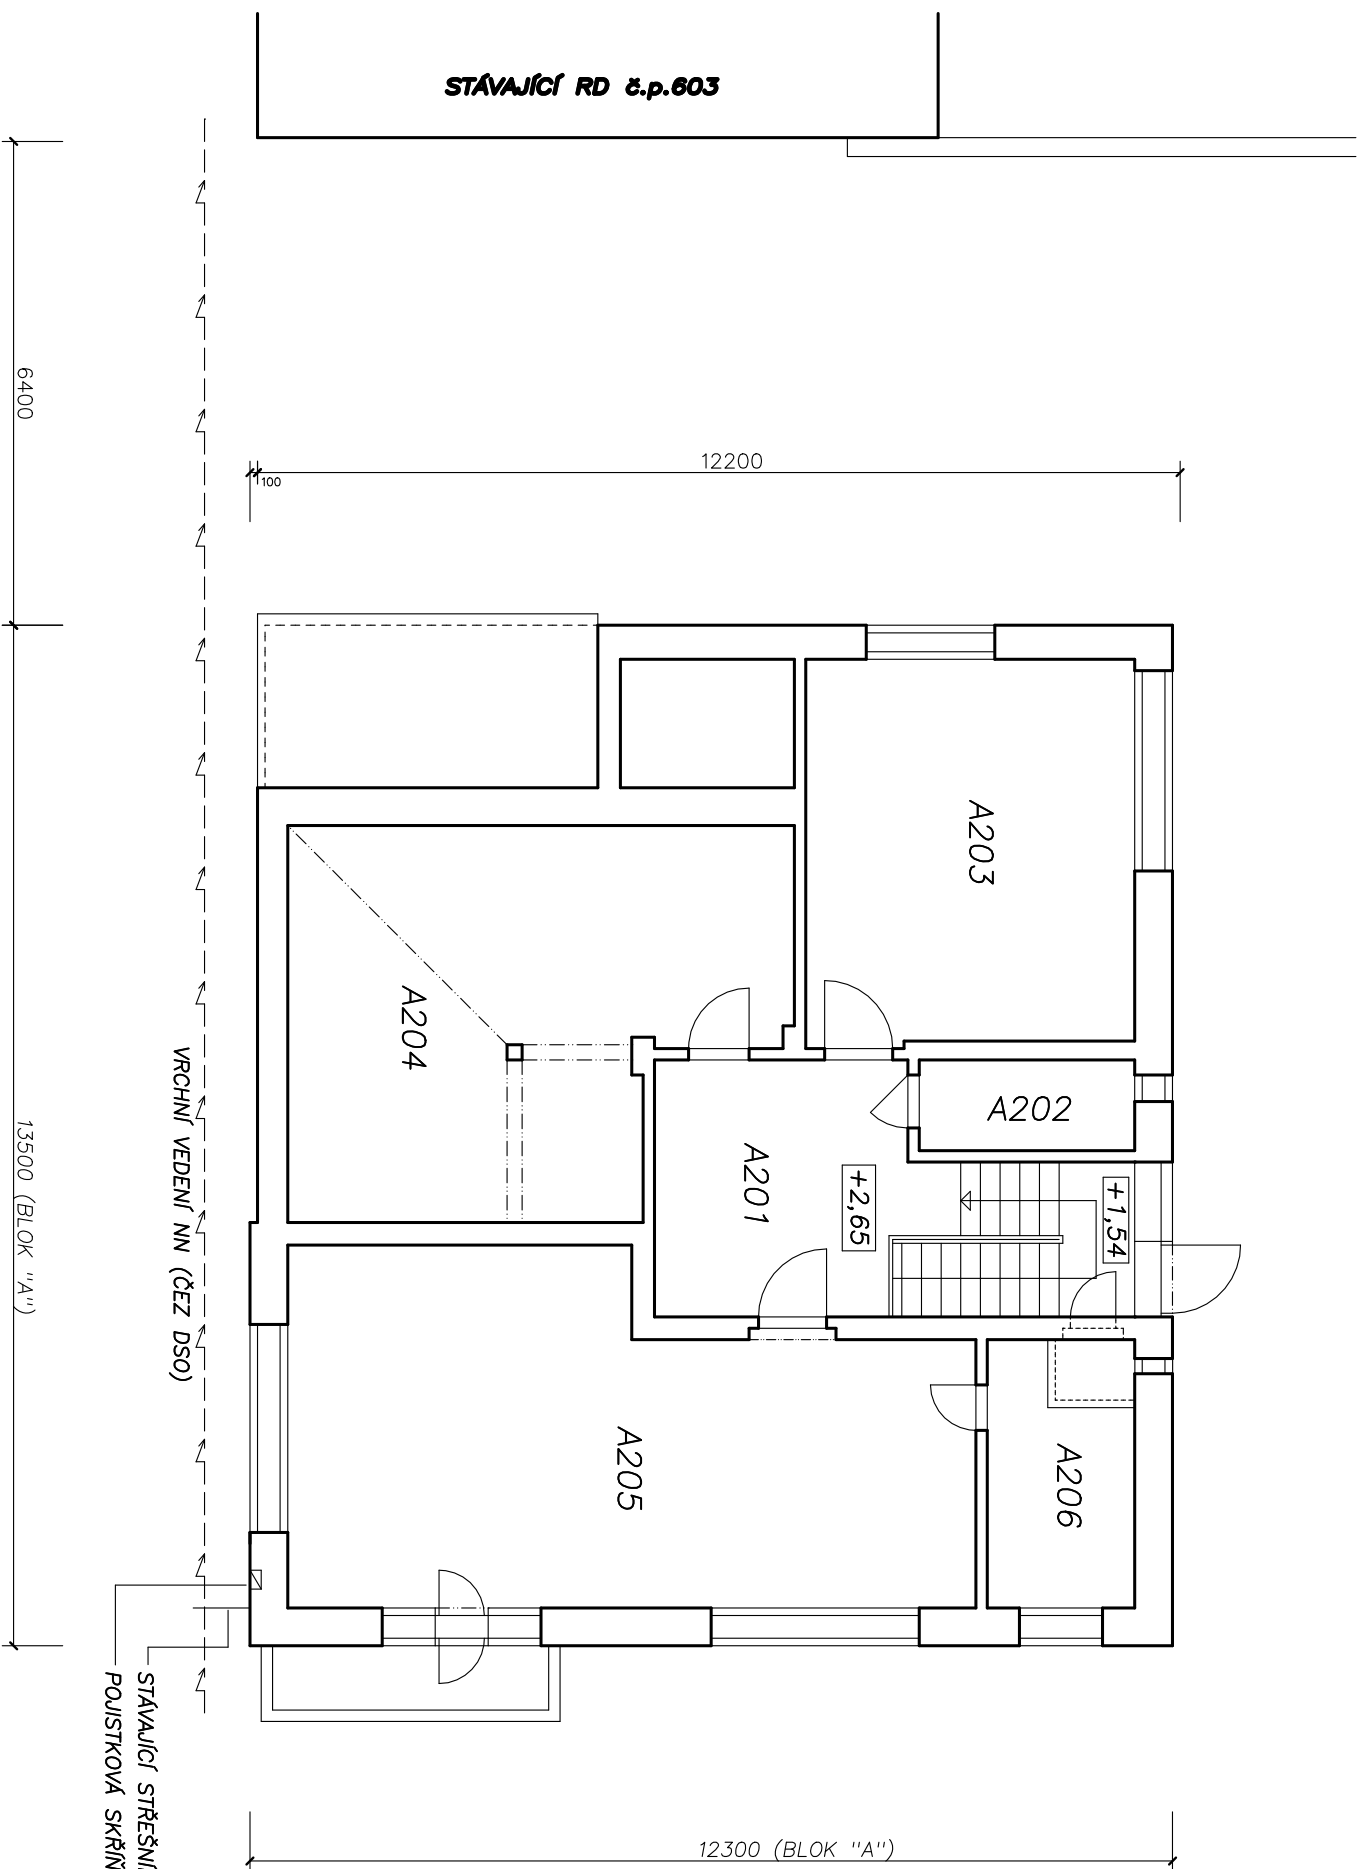 STÁVAJÍCÍ RD č.p.603
6400
12200
100
A203
A204
A202
A201
+2,65
+1,54
VRCHNÍ VEDENÍ NN (ČEZ DSO)
13500 (BLOK "A")
A205
A206
STÁVAJÍCÍ STŘEŠNÍ
POJISTKOVÁ SKŘÍŇ
12300 (BLOK "A")